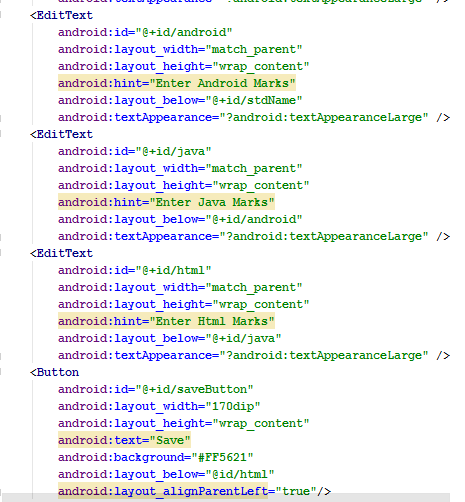 <EditText
android:id="@+id/android"
android:layout_width="match_parent"
android:layout_height="wrap_content"
android:hint="Enter Android Marks"
android:layout_below="@+id/stdName"
android:textAppearance="?android:textAppearanceLarge" />
<EditText
android:id="@+id/java"
android:layout_width="match_parent"
android:layout_height="wrap_content"
android:hint="Enter Java Marks"
android:layout_below="@+id/android"
android:textAppearance="?android:textAppearanceLarge" />
<EditText
android:id="@+id/html"
android:layout_width="match_parent"
android:layout_height="wrap_content"
android:hint="Enter Html Marks"
android:layout_below="@+id/java"
android:textAppearance="?android:textAppearanceLarge" />
<Button
android:id="@+id/saveButton"
android:layout_width="170dip"
android:layout_height="wrap_content"
android:text="Save"
android:background="#FF5621"
android:layout_below="@id/html"
android:layout_alignParentLeft="true"/>